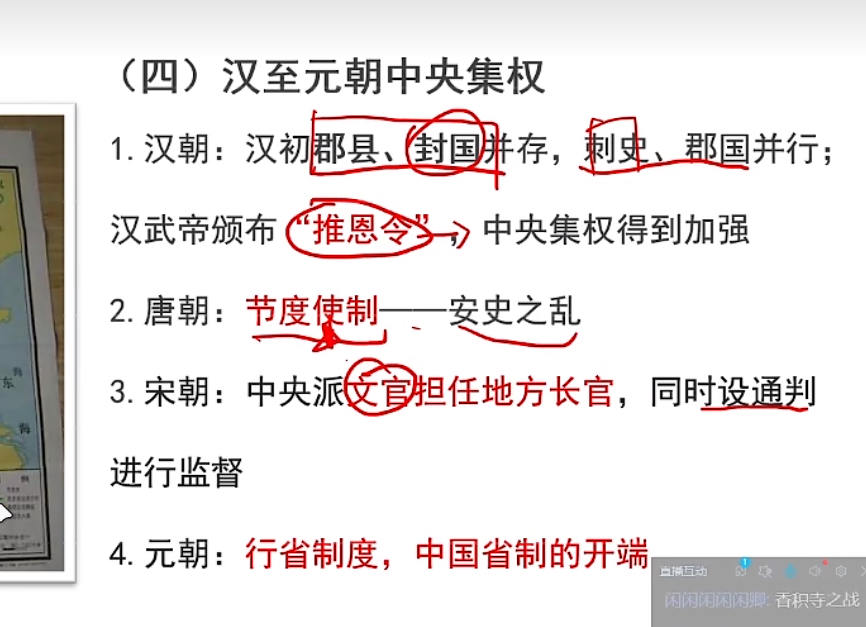 （四）汉至元朝中央集权
1. 汉朝：汉初郡县、封国并存，刺史、郡国并行；
汉武帝颁布“推恩令”，中央集权得到加强
2. 唐朝：节度使制——安史之乱
3. 宋朝：中央派文官担任地方长官，同时设通判
进行监督
4. 元朝：行省制度，中国省制的开端
直播互动
1
闲闲闲闲闲卿: 香积寺之战
东
海
海